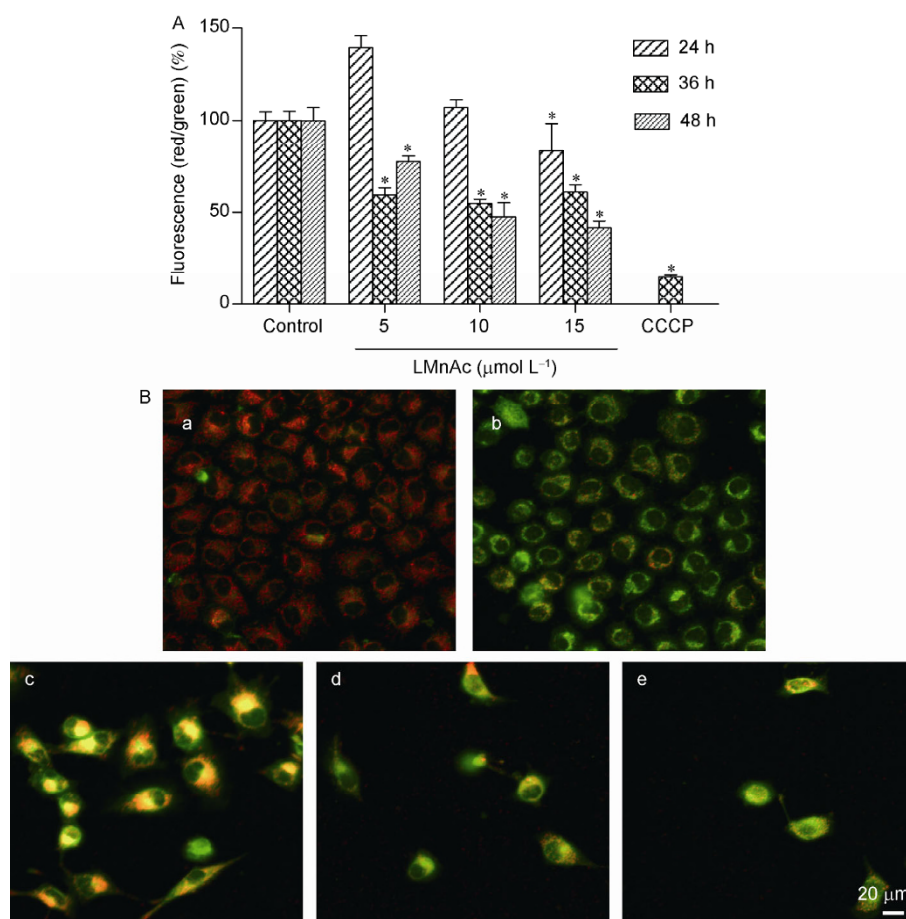 A
Fluorescence (red/green) (%)
150
100
50
0
24 h
36 h
48 h
*
*
*
*
*
*
*
*
Control
5
10
15
CCCP
LMnAc (μmol L⁻¹)
B
a
b
c
d
e
20 μm